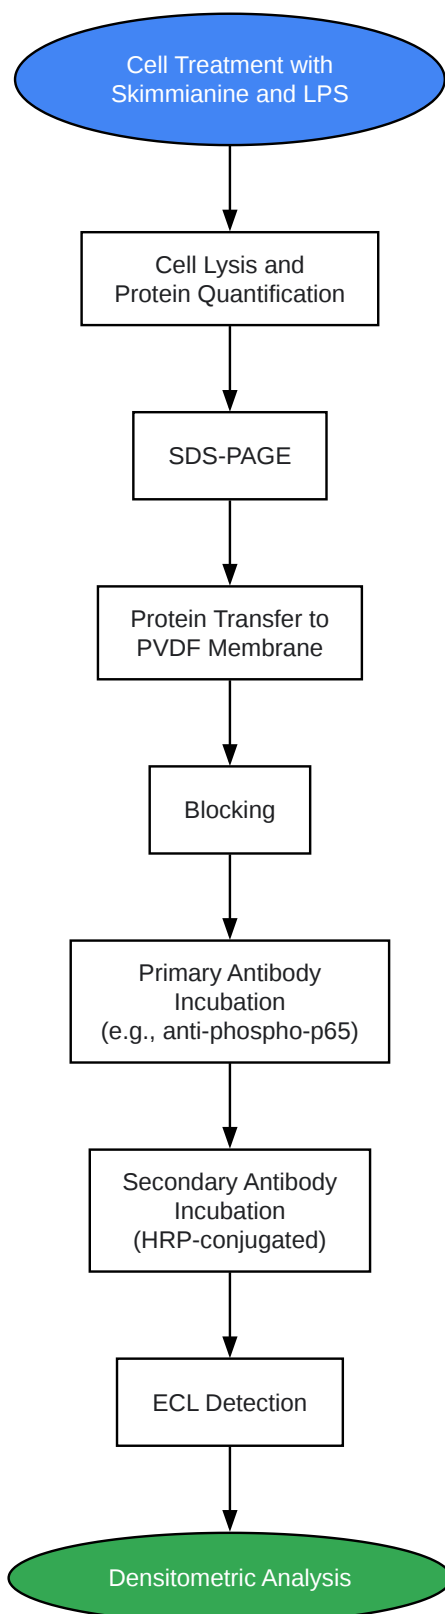 Cell Treatment with
Skimmianine and LPS
Cell Lysis and
Protein Quantification
SDS-PAGE
Protein Transfer to
PVDF Membrane
Blocking
Primary Antibody
Incubation
(e.g., anti-phospho-p65)
Secondary Antibody
Incubation
(HRP-conjugated)
ECL Detection
Densitometric Analysis